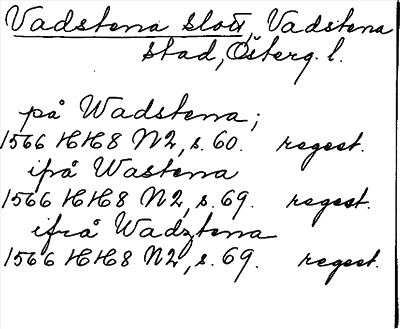 Vadstena slott, Vadstena
stad, Österg. l.
på Wadstena;
1566 HH8 N2, s. 60. regest.
ifrå Wastena
1566 HH8 N2, s. 69. regest.
ifrå Wadztena
1566 HH8 N2, s. 69. regest.